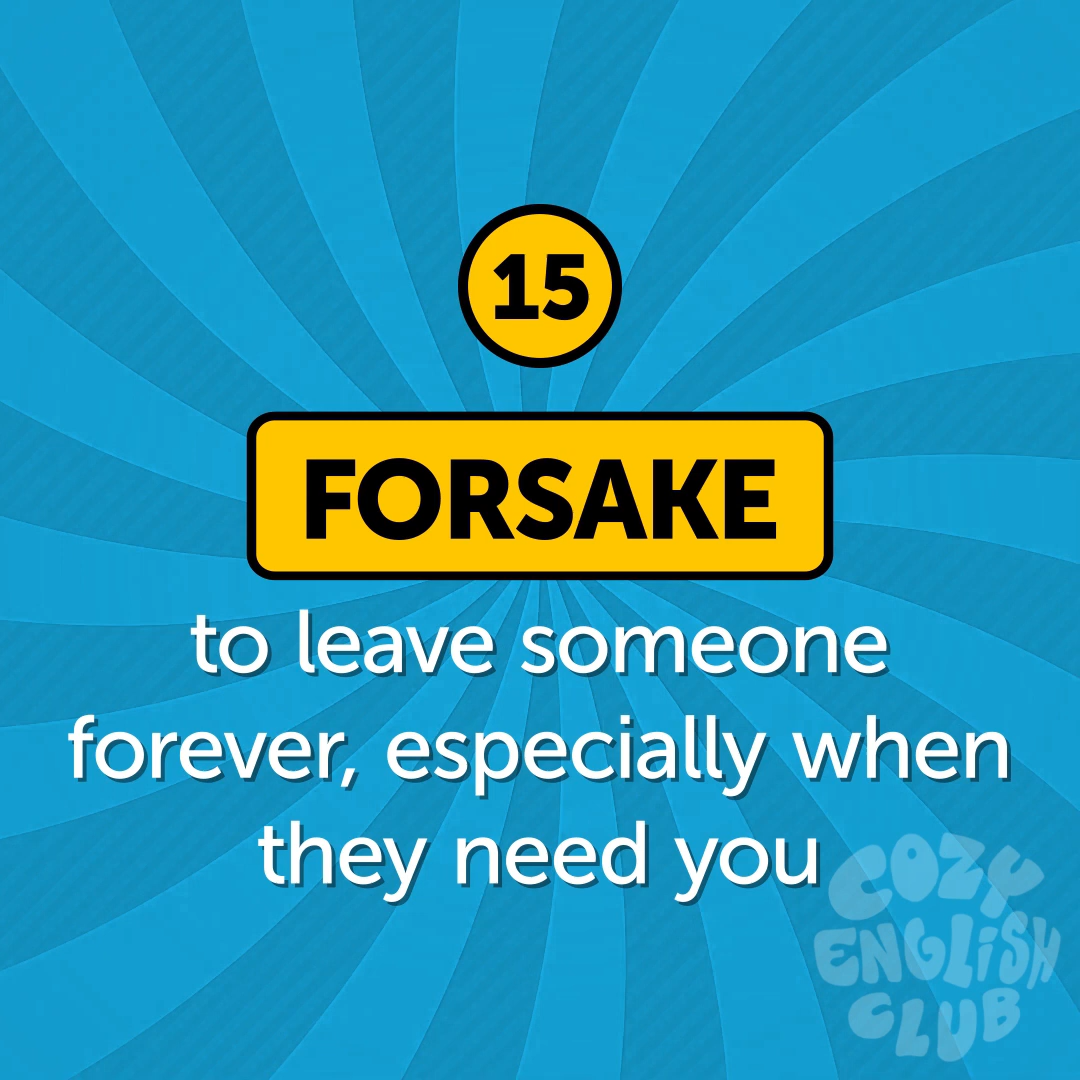 15
FORSAKE
to leave someone
forever, especially when
they need you
COZY
ENGLiSH
CLUB